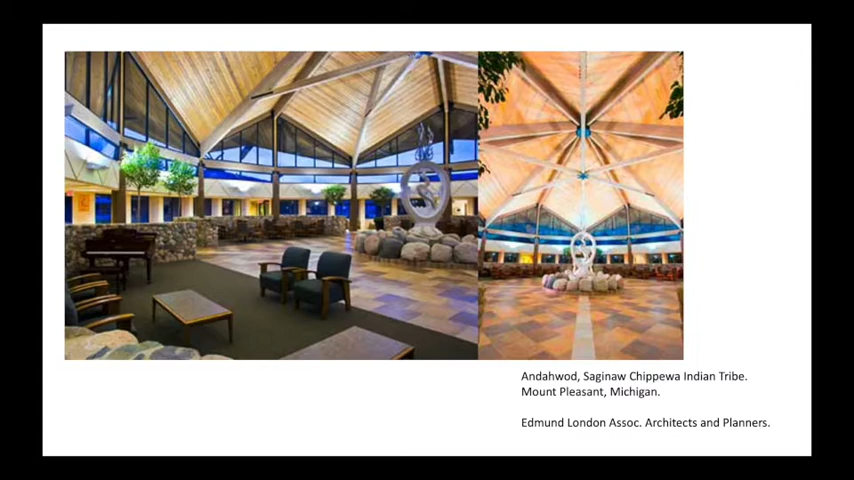 Andahwod, Saginaw Chippewa Indian Tribe.
Mount Pleasant, Michigan.
Edmund London Assoc. Architects and Planners.